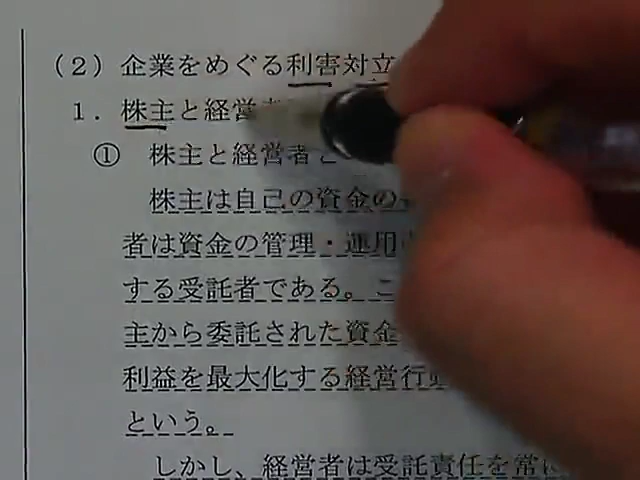 （2）企業をめぐる利害対立
1．株主と経営
① 株主と経営者と
株主は自己の資金の
者は資金の管理・運用
する受託者である。こ
主から委託された資金
利益を最大化する経営行
という。
しかし、経営者は受託責任を常に